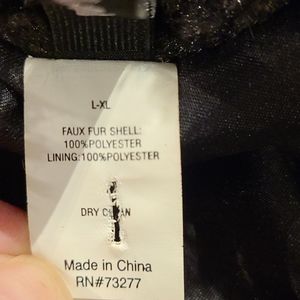 L-XL
FAUX FUR SHELL:
100%POLYESTER
LINING:100%POLYESTER
DRY
Made in China
RN#73277